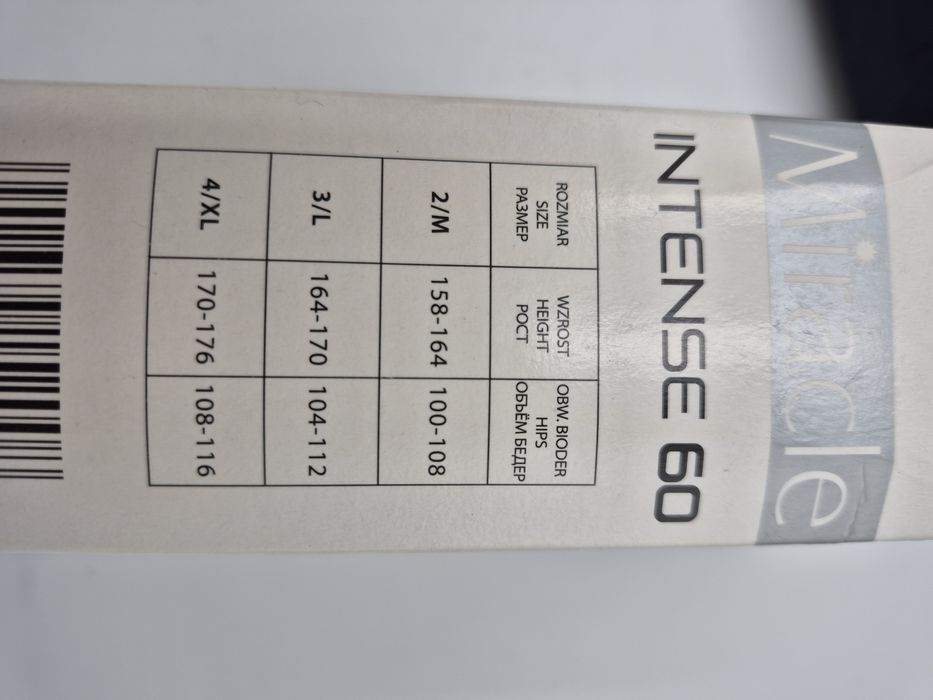 Miracle
INTENSE 60
ROZMIAR
SIZE
РАЗМЕР
WZROST
HEIGHT
РОСТ
OBW. BIODER
HIPS
ОБЪЁМ БЕДЕР
2/M 158-164 100-108
3/L 164-170 104-112
4/XL 170-176 108-116